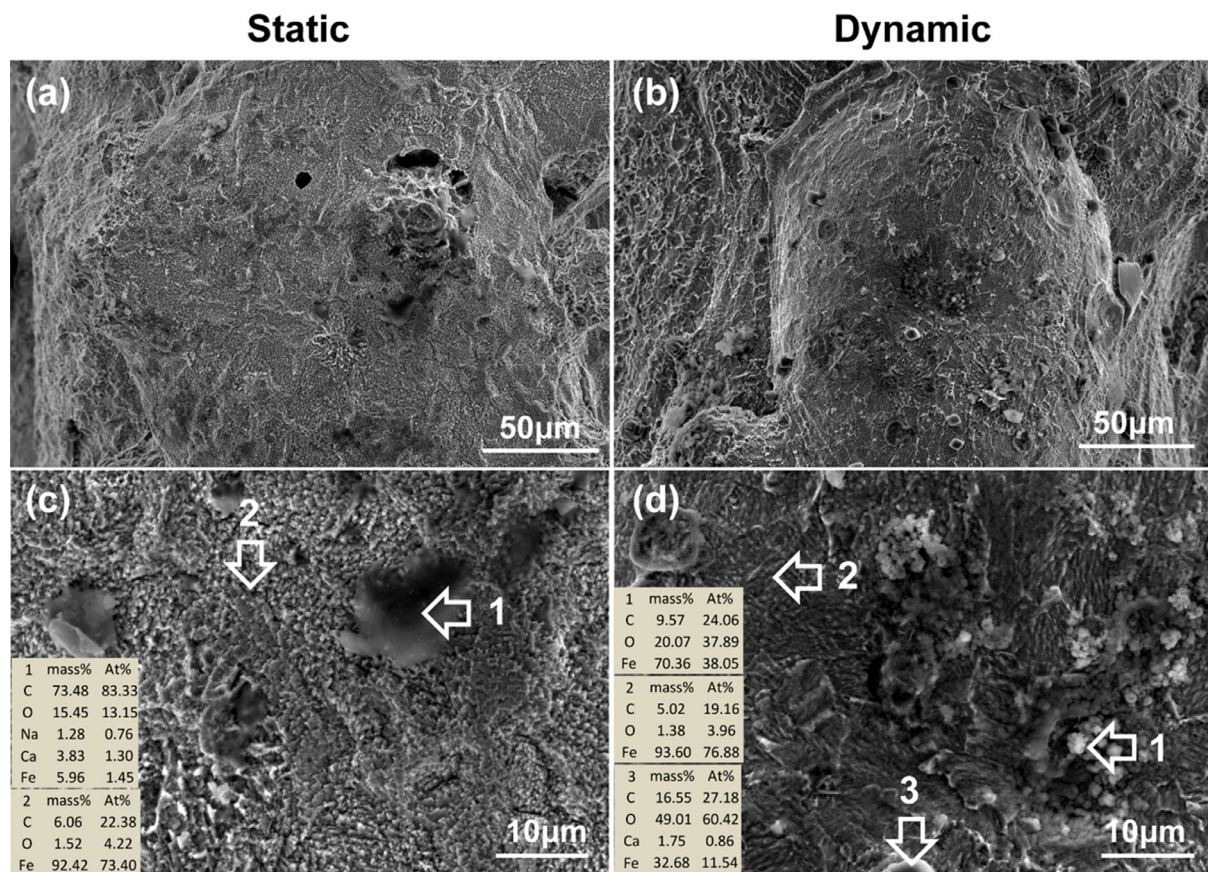 Static
Dynamic
(a)
(b)
50μm
50μm
(c)
2
1
1 mass% At%
C 73.48 83.33
O 15.45 13.15
Na 1.28 0.76
Ca 3.83 1.30
Fe 5.96 1.45
2 mass% At%
C 6.06 22.38
O 1.52 4.22
Fe 92.42 73.40
10μm
(d)
2
1 mass% At%
C 9.57 24.06
O 20.07 37.89
Fe 70.36 38.05
2 mass% At%
C 5.02 19.16
O 1.38 3.96
Fe 93.60 76.88
3 mass% At%
C 16.55 27.18
O 49.01 60.42
Ca 1.75 0.86
Fe 32.68 11.54
1
3
10μm